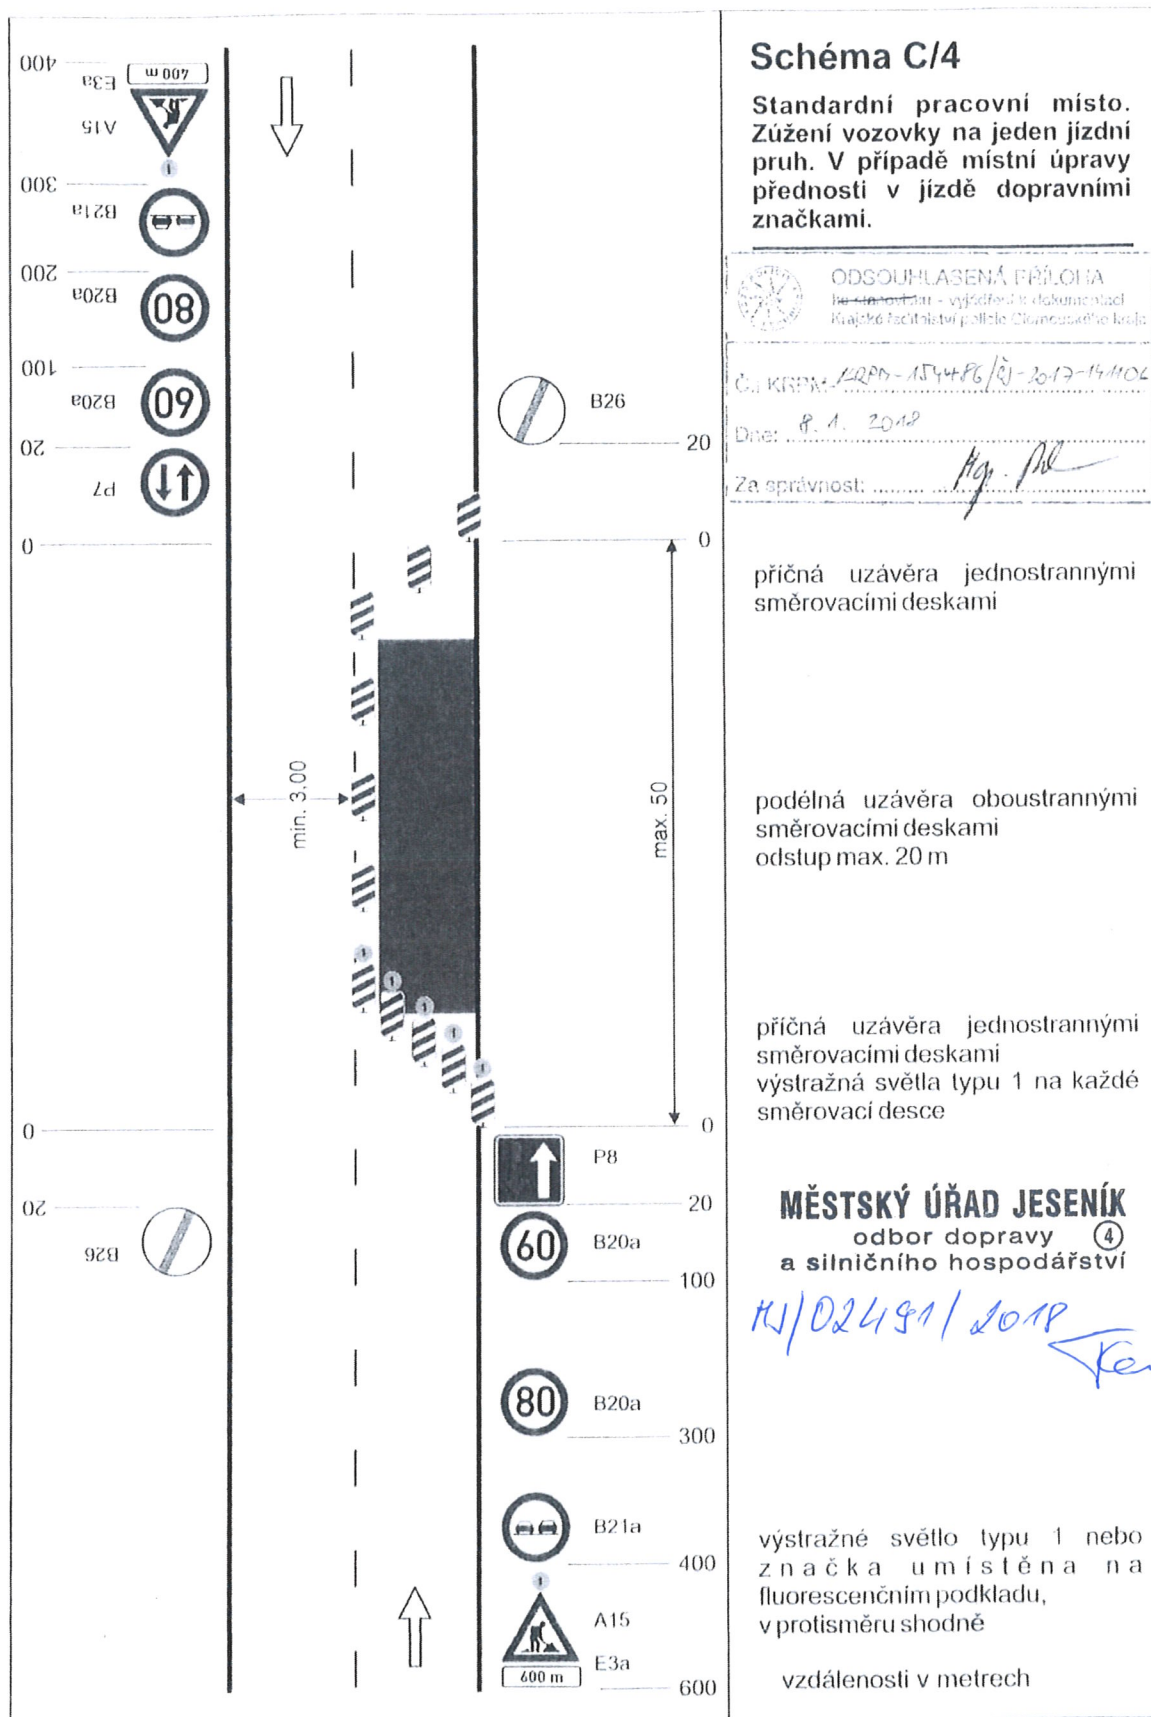 400
E3a
400 m
A15
300
B21a
200
B20a
80
100
B20a
60
20
P7
0
B26
20
0
min. 3.00
max. 50
0
20
B26
0
P8
20
60
B20a
100
80
B20a
300
B21a
400
A15
E3a
600 m
600
Schéma C/4
Standardní pracovní místo.
Zúžení vozovky na jeden jízdní
pruh. V případě místní úpravy
přednosti v jízdě dopravními
značkami.
ODSOUHLASENÁ PŘÍLOHA
ke stanovisku - vyjádření k dokumentaci
Krajské ředitelství policie Olomouckého kraje
Dne: 8. 1. 2018
Za správnost: Mgr.
příčná uzávěra jednostrannými
směrovacími deskami
podélná uzávěra oboustrannými
směrovacími deskami
odstup max. 20 m
příčná uzávěra jednostrannými
směrovacími deskami
výstražná světla typu 1 na každé
směrovací desce
MĚSTSKÝ ÚŘAD JESENÍK
odbor dopravy 4
a silničního hospodářství
MJ/02491/2018
výstražné světlo typu 1 nebo
značka umístěna na
fluorescenčním podkladu,
v protisměru shodně
vzdálenosti v metrech